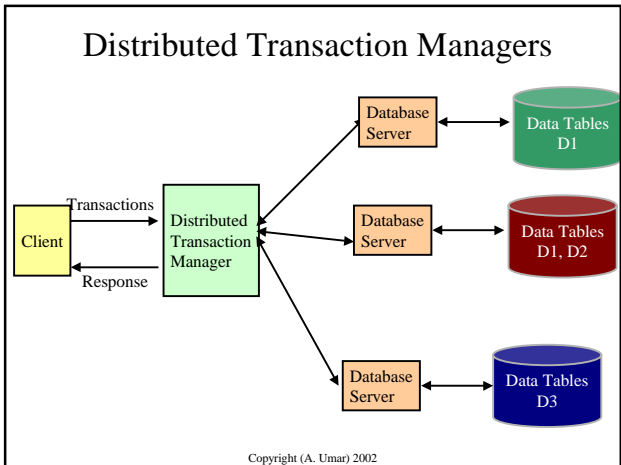 Distributed Transaction Managers
Database
Server
Data Tables
D1
Transactions
Client
Distributed
Transaction
Manager
Response
Database
Server
Data Tables
D1, D2
Database
Server
Data Tables
D3
Copyright (A. Umar) 2002